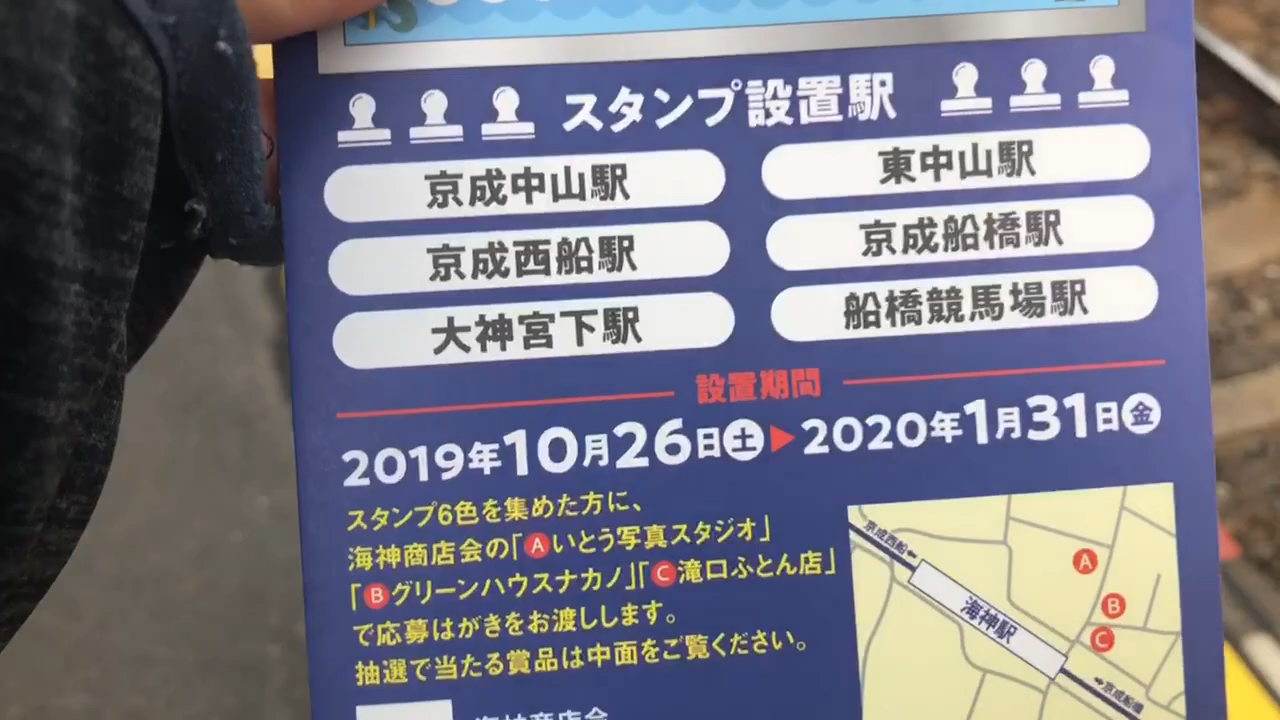 スタンプ設置駅
京成中山駅
東中山駅
京成西船駅
京成船橋駅
大神宮下駅
船橋競馬場駅
設置期間
2019年10月26日土▶2020年1月31日金
スタンプ6色を集めた方に、
海神商店会の「Aいとう写真スタジオ」
「Bグリーンハウスナカノ」「C滝口ふとん店」
で応募はがきをお渡しします。
抽選で当たる賞品は中面をご覧ください。
京成西船←
A
B
C
海神駅
→京成船橋
海神商店会